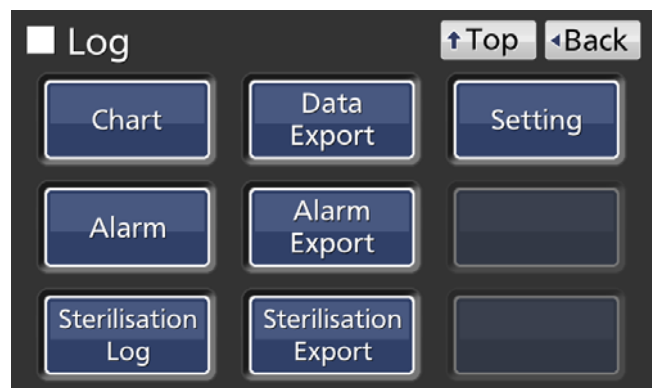 Log
↑Top
◂Back
Chart
Data
Export
Setting
Alarm
Alarm
Export
Sterilisation
Log
Sterilisation
Export